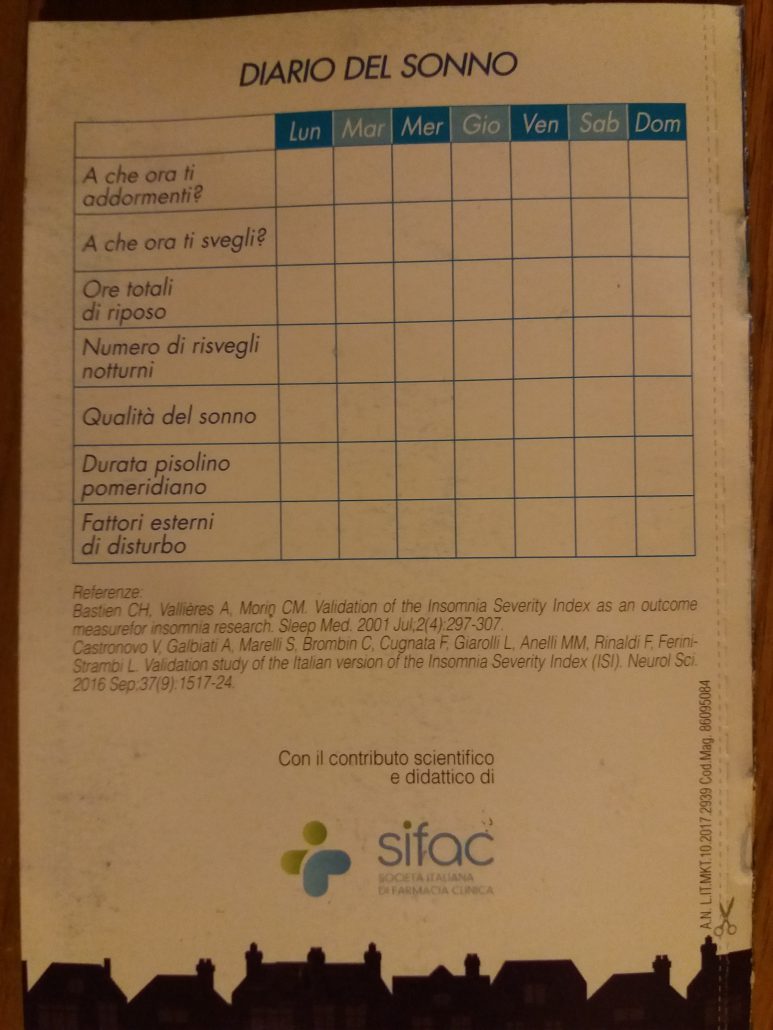 DIARIO DEL SONNO
Lun Mar Mer Gio Ven Sab Dom
A che ora ti
addormenti?
A che ora ti svegli?
Ore totali
di riposo
Numero di risvegli
notturni
Qualità del sonno
Durata pisolino
pomeridiano
Fattori esterni
di disturbo
Referenze:
Bastien CH, Vallières A, Morin CM. Validation of the Insomnia Severity Index as an outcome
measurefor insomnia research. Sleep Med. 2001 Jul;2(4):297-307.
Castronovo V, Galbiati A, Marelli S, Brombin C, Cugnata F, Giarolli L, Anelli MM, Rinaldi F, Ferini-
Strambi L. Validation study of the Italian version of the Insomnia Severity Index (ISI). Neurol Sci.
2016 Sep;37(9):1517-24.
Con il contributo scientifico
e didattico di
sifac
SOCIETÀ ITALIANA
DI FARMACIA CLINICA
A.N. L.IT.MKT.10.2017.2939 Cod.Mag. 86095084